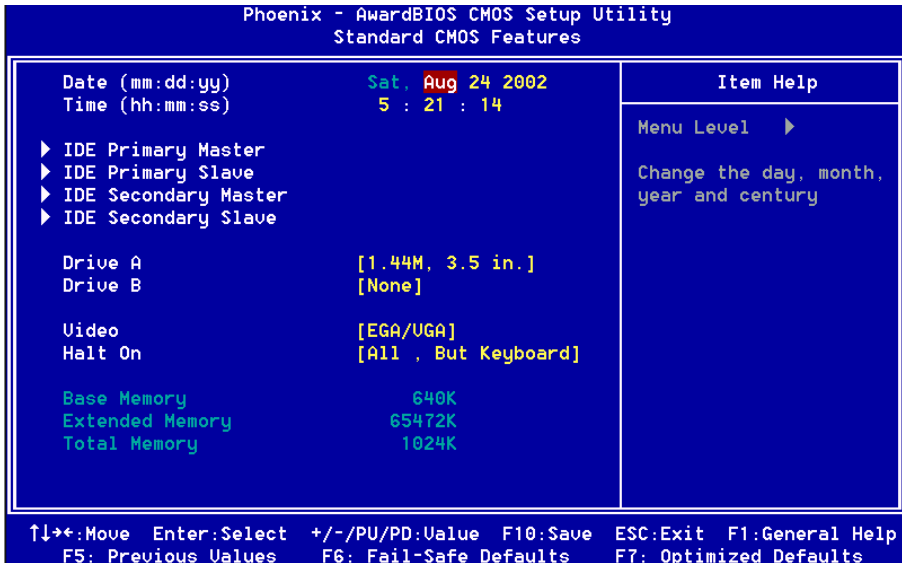 Phoenix - AwardBIOS CMOS Setup Utility
Standard CMOS Features
Date (mm:dd:yy) Sat, Aug 24 2002
Time (hh:mm:ss) 5 : 21 : 14
IDE Primary Master
IDE Primary Slave
IDE Secondary Master
IDE Secondary Slave
Drive A [1.44M, 3.5 in.]
Drive B [None]
Video [EGA/VGA]
Halt On [All , But Keyboard]
Base Memory 640K
Extended Memory 65472K
Total Memory 1024K
Item Help
Menu Level
Change the day, month,
year and century
↑↓→←:Move Enter:Select +/-/PU/PD:Value F10:Save ESC:Exit F1:General Help
F5: Previous Values F6: Fail-Safe Defaults F7: Optimized Defaults